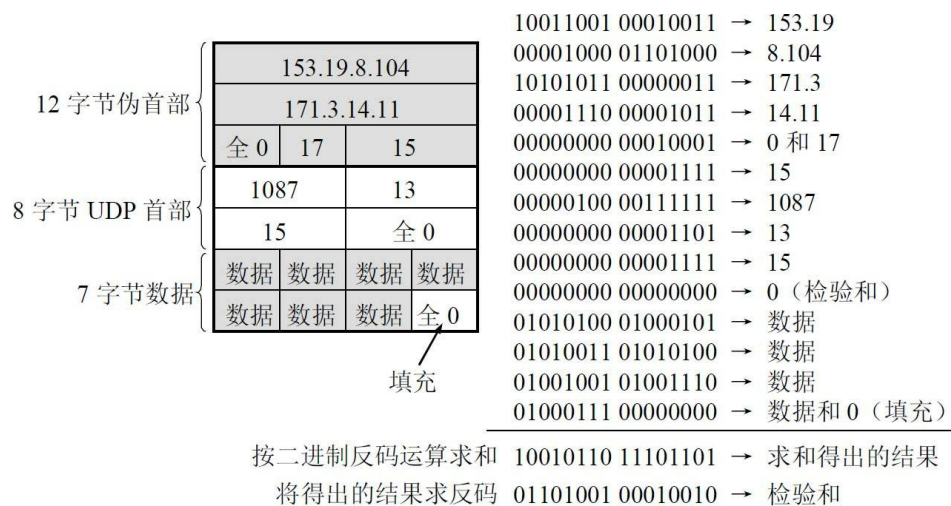 12 字节伪首部
153.19.8.104
171.3.14.11
全 0 17 15
8 字节 UDP 首部
1087 13
15 全 0
7 字节数据
数据 数据 数据 数据
数据 数据 数据 全 0
填充
10011001 00010011 → 153.19
00001000 01101000 → 8.104
10101011 00000011 → 171.3
00001110 00001011 → 14.11
00000000 00010001 → 0 和 17
00000000 00001111 → 15
00000100 00111111 → 1087
00000000 00001101 → 13
00000000 00001111 → 15
00000000 00000000 → 0（检验和）
01010100 01000101 → 数据
01010011 01010100 → 数据
01001001 01001110 → 数据
01000111 00000000 → 数据和 0（填充）
按二进制反码运算求和 10010110 11101101 → 求和得出的结果
将得出的结果求反码 01101001 00010010 → 检验和